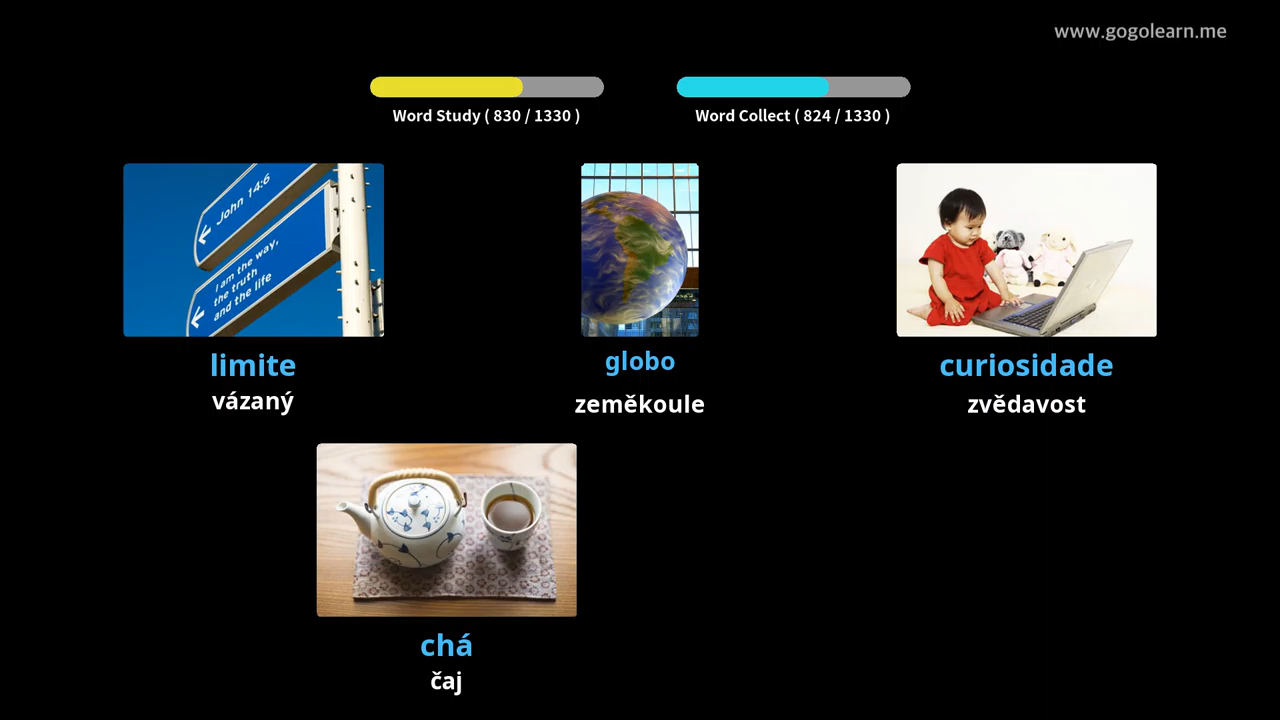 www.gogolearn.me
Word Study ( 830 / 1330 )
Word Collect ( 824 / 1330 )
John 14:6
I am the way,
the truth
and the life
limite
vázaný
globo
zeměkoule
curiosidade
zvědavost
chá
čaj